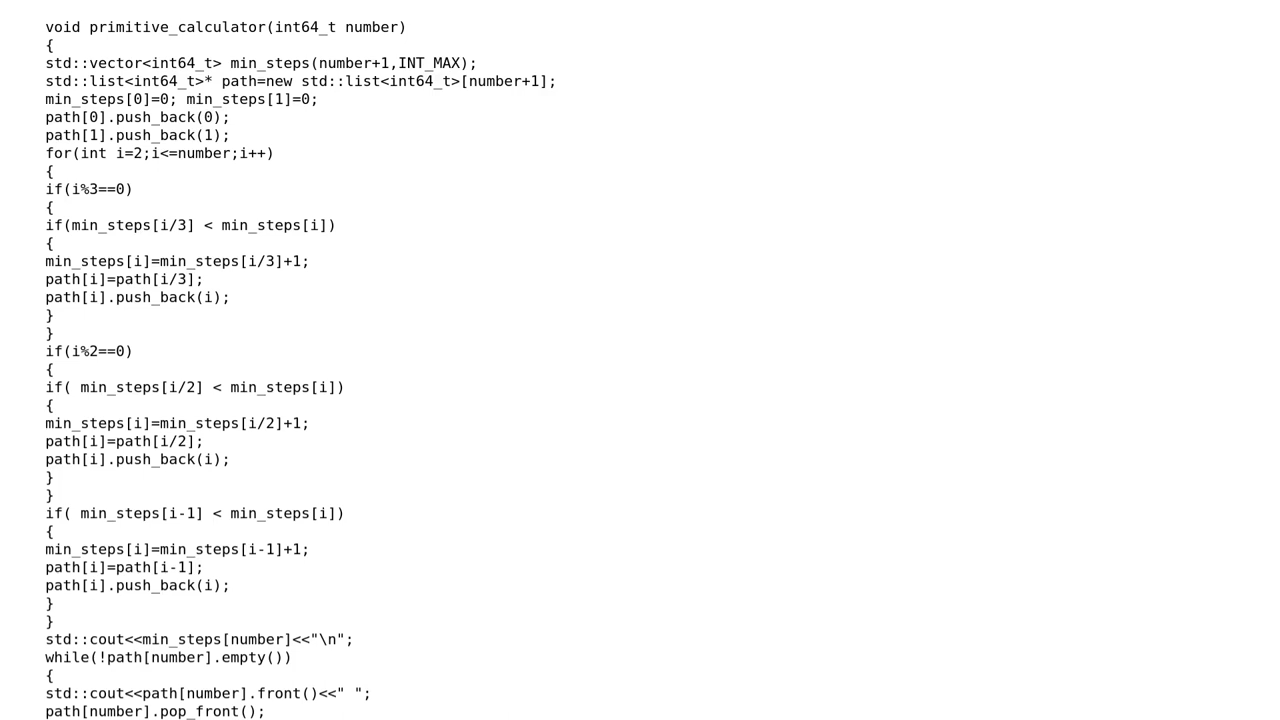 void primitive_calculator(int64_t number)
{
std::vector<int64_t> min_steps(number+1,INT_MAX);
std::list<int64_t>* path=new std::list<int64_t>[number+1];
min_steps[0]=0; min_steps[1]=0;
path[0].push_back(0);
path[1].push_back(1);
for(int i=2;i<=number;i++)
{
if(i%3==0)
{
if(min_steps[i/3] < min_steps[i])
{
min_steps[i]=min_steps[i/3]+1;
path[i]=path[i/3];
path[i].push_back(i);
}
}
if(i%2==0)
{
if( min_steps[i/2] < min_steps[i])
{
min_steps[i]=min_steps[i/2]+1;
path[i]=path[i/2];
path[i].push_back(i);
}
}
if( min_steps[i-1] < min_steps[i])
{
min_steps[i]=min_steps[i-1]+1;
path[i]=path[i-1];
path[i].push_back(i);
}
}
std::cout<<min_steps[number]<<"\n";
while(!path[number].empty())
{
std::cout<<path[number].front()<<" ";
path[number].pop_front();